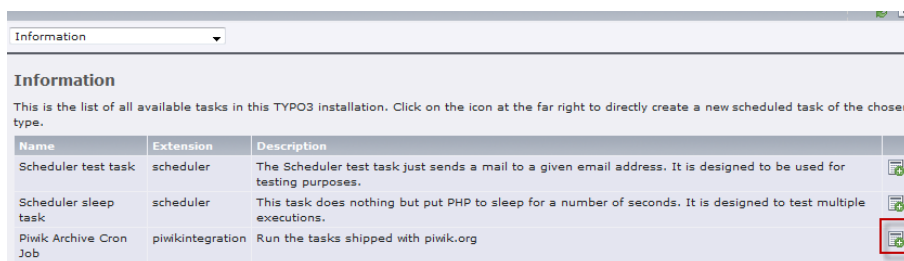 Information
Information
This is the list of all available tasks in this TYPO3 installation. Click on the icon at the far right to directly create a new scheduled task of the chosen
type.
Name Extension Description
Scheduler test task scheduler The Scheduler test task just sends a mail to a given email address. It is designed to be used for
testing purposes.
Scheduler sleep scheduler This task does nothing but put PHP to sleep for a number of seconds. It is designed to test multiple
task executions.
Piwik Archive Cron piwikintegration Run the tasks shipped with piwik.org
Job